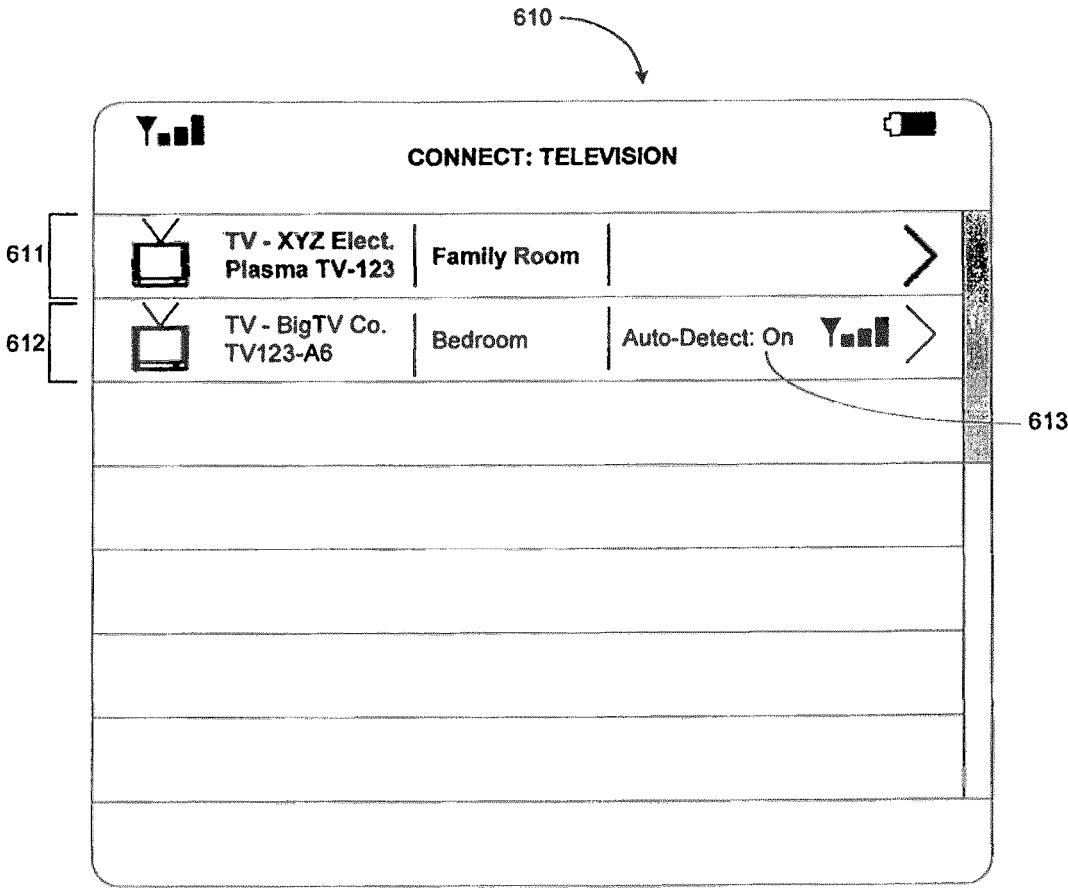 610
CONNECT: TELEVISION
611
TV - XYZ Elect.
Plasma TV-123
Family Room
612
TV - BigTV Co.
TV123-A6
Bedroom
Auto-Detect: On
613